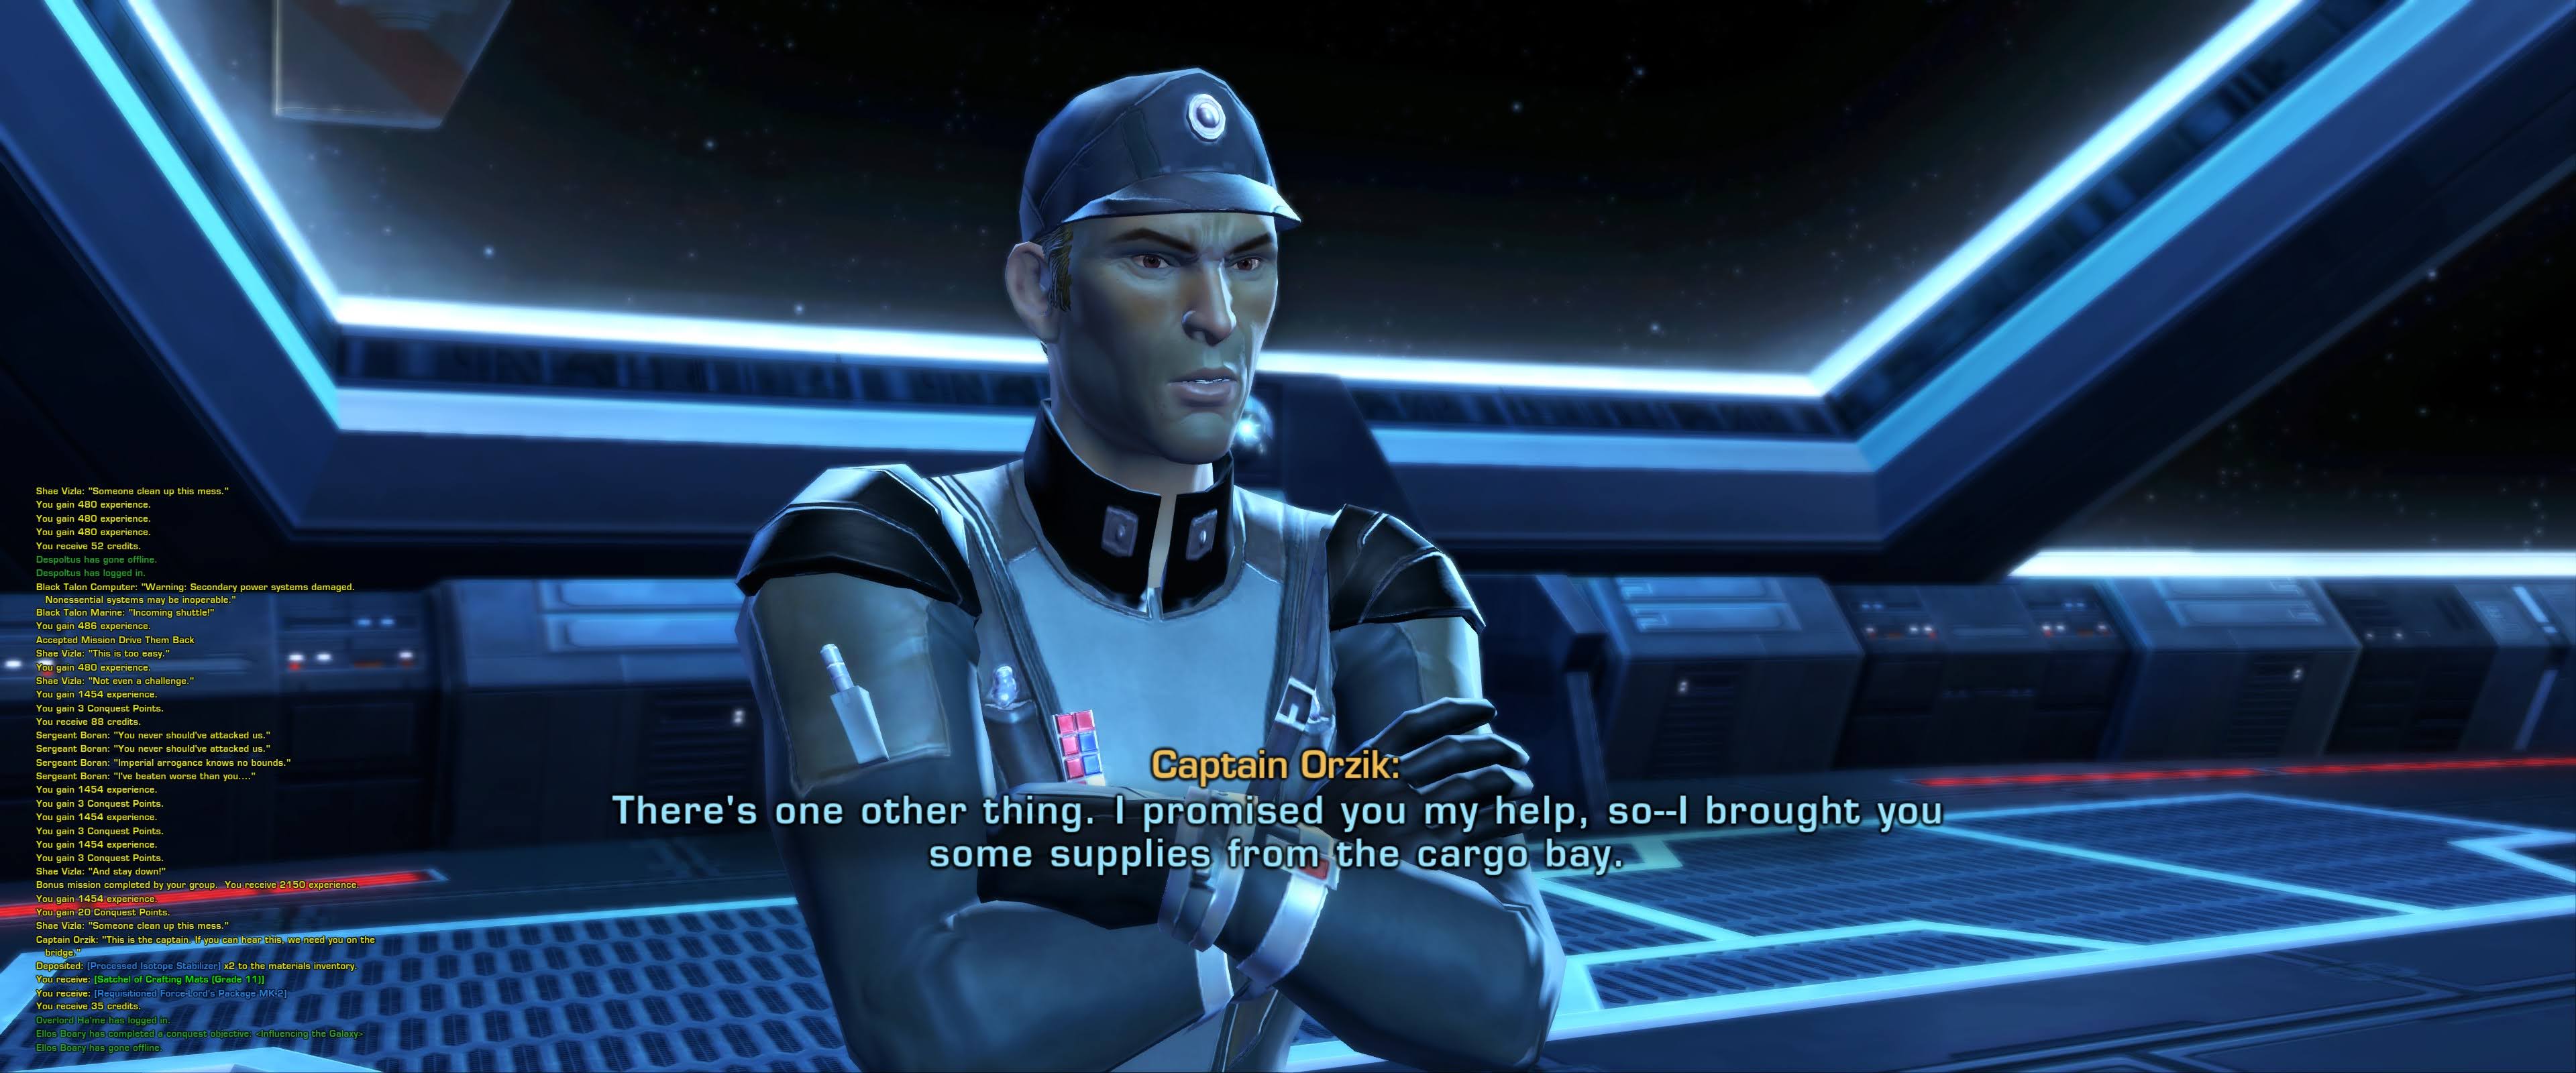 Shae Vizla: "Someone clean up this mess."
You gain 480 experience.
You gain 480 experience.
You gain 480 experience.
You receive 52 credits.
Despoltus has gone offline.
Despoltus has logged in.
Black Talon Computer: "Warning: Secondary power systems damaged.
Nonessential systems may be inoperable."
Black Talon Marine: "Incoming shuttle!"
You gain 486 experience.
Accepted Mission Drive Them Back
Shae Vizla: "This is too easy."
You gain 480 experience.
Shae Vizla: "Not even a challenge."
You gain 1454 experience.
You gain 3 Conquest Points.
You receive 88 credits.
Sergeant Boran: "You never should've attacked us."
Sergeant Boran: "You never should've attacked us."
Sergeant Boran: "Imperial arrogance knows no bounds."
Sergeant Boran: "I've beaten worse than you...."
You gain 1454 experience.
You gain 3 Conquest Points.
You gain 1454 experience.
You gain 3 Conquest Points.
You gain 1454 experience.
You gain 3 Conquest Points.
Shae Vizla: "And stay down!"
Bonus mission completed by your group.  You receive 2150 experience.
You gain 1454 experience.
You gain 20 Conquest Points.
Shae Vizla: "Someone clean up this mess."
Captain Orzik: "This is the captain. If you can hear this, we need you on the
bridge."
Deposited: [Processed Isotope Stabilizer] x2 to the materials inventory.
You receive: [Satchel of Crafting Mats (Grade 11)]
You receive: [Requisitioned Force-Lord's Package MK-2]
You receive 35 credits.
Overlord Ha'me has logged in.
Ellos Boary has completed a conquest objective: <Influencing the Galaxy>
Ellos Boary has gone offline.
Captain Orzik:
There's one other thing. I promised you my help, so--I brought you
some supplies from the cargo bay.